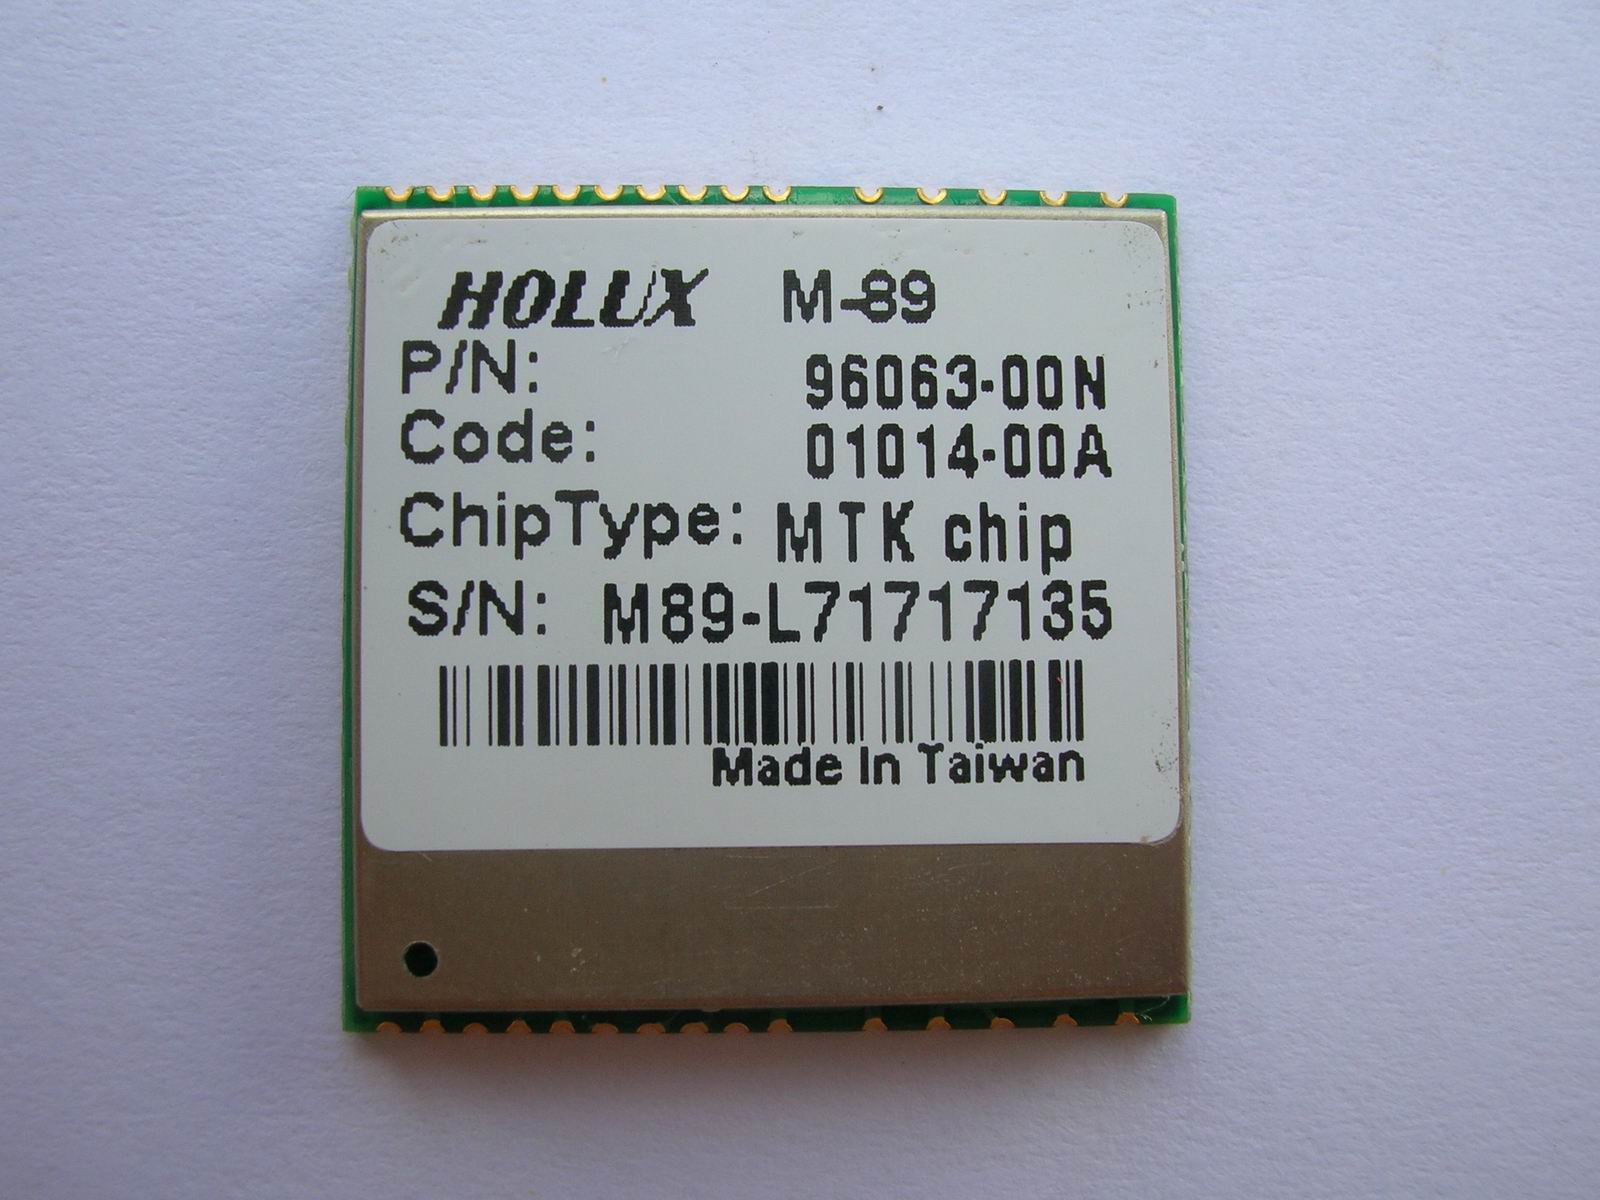 HOLUX M-89
P/N: 96063-00N
Code: 01014-00A
ChipType: MTK chip
S/N: M89-L71717135
Made In Taiwan